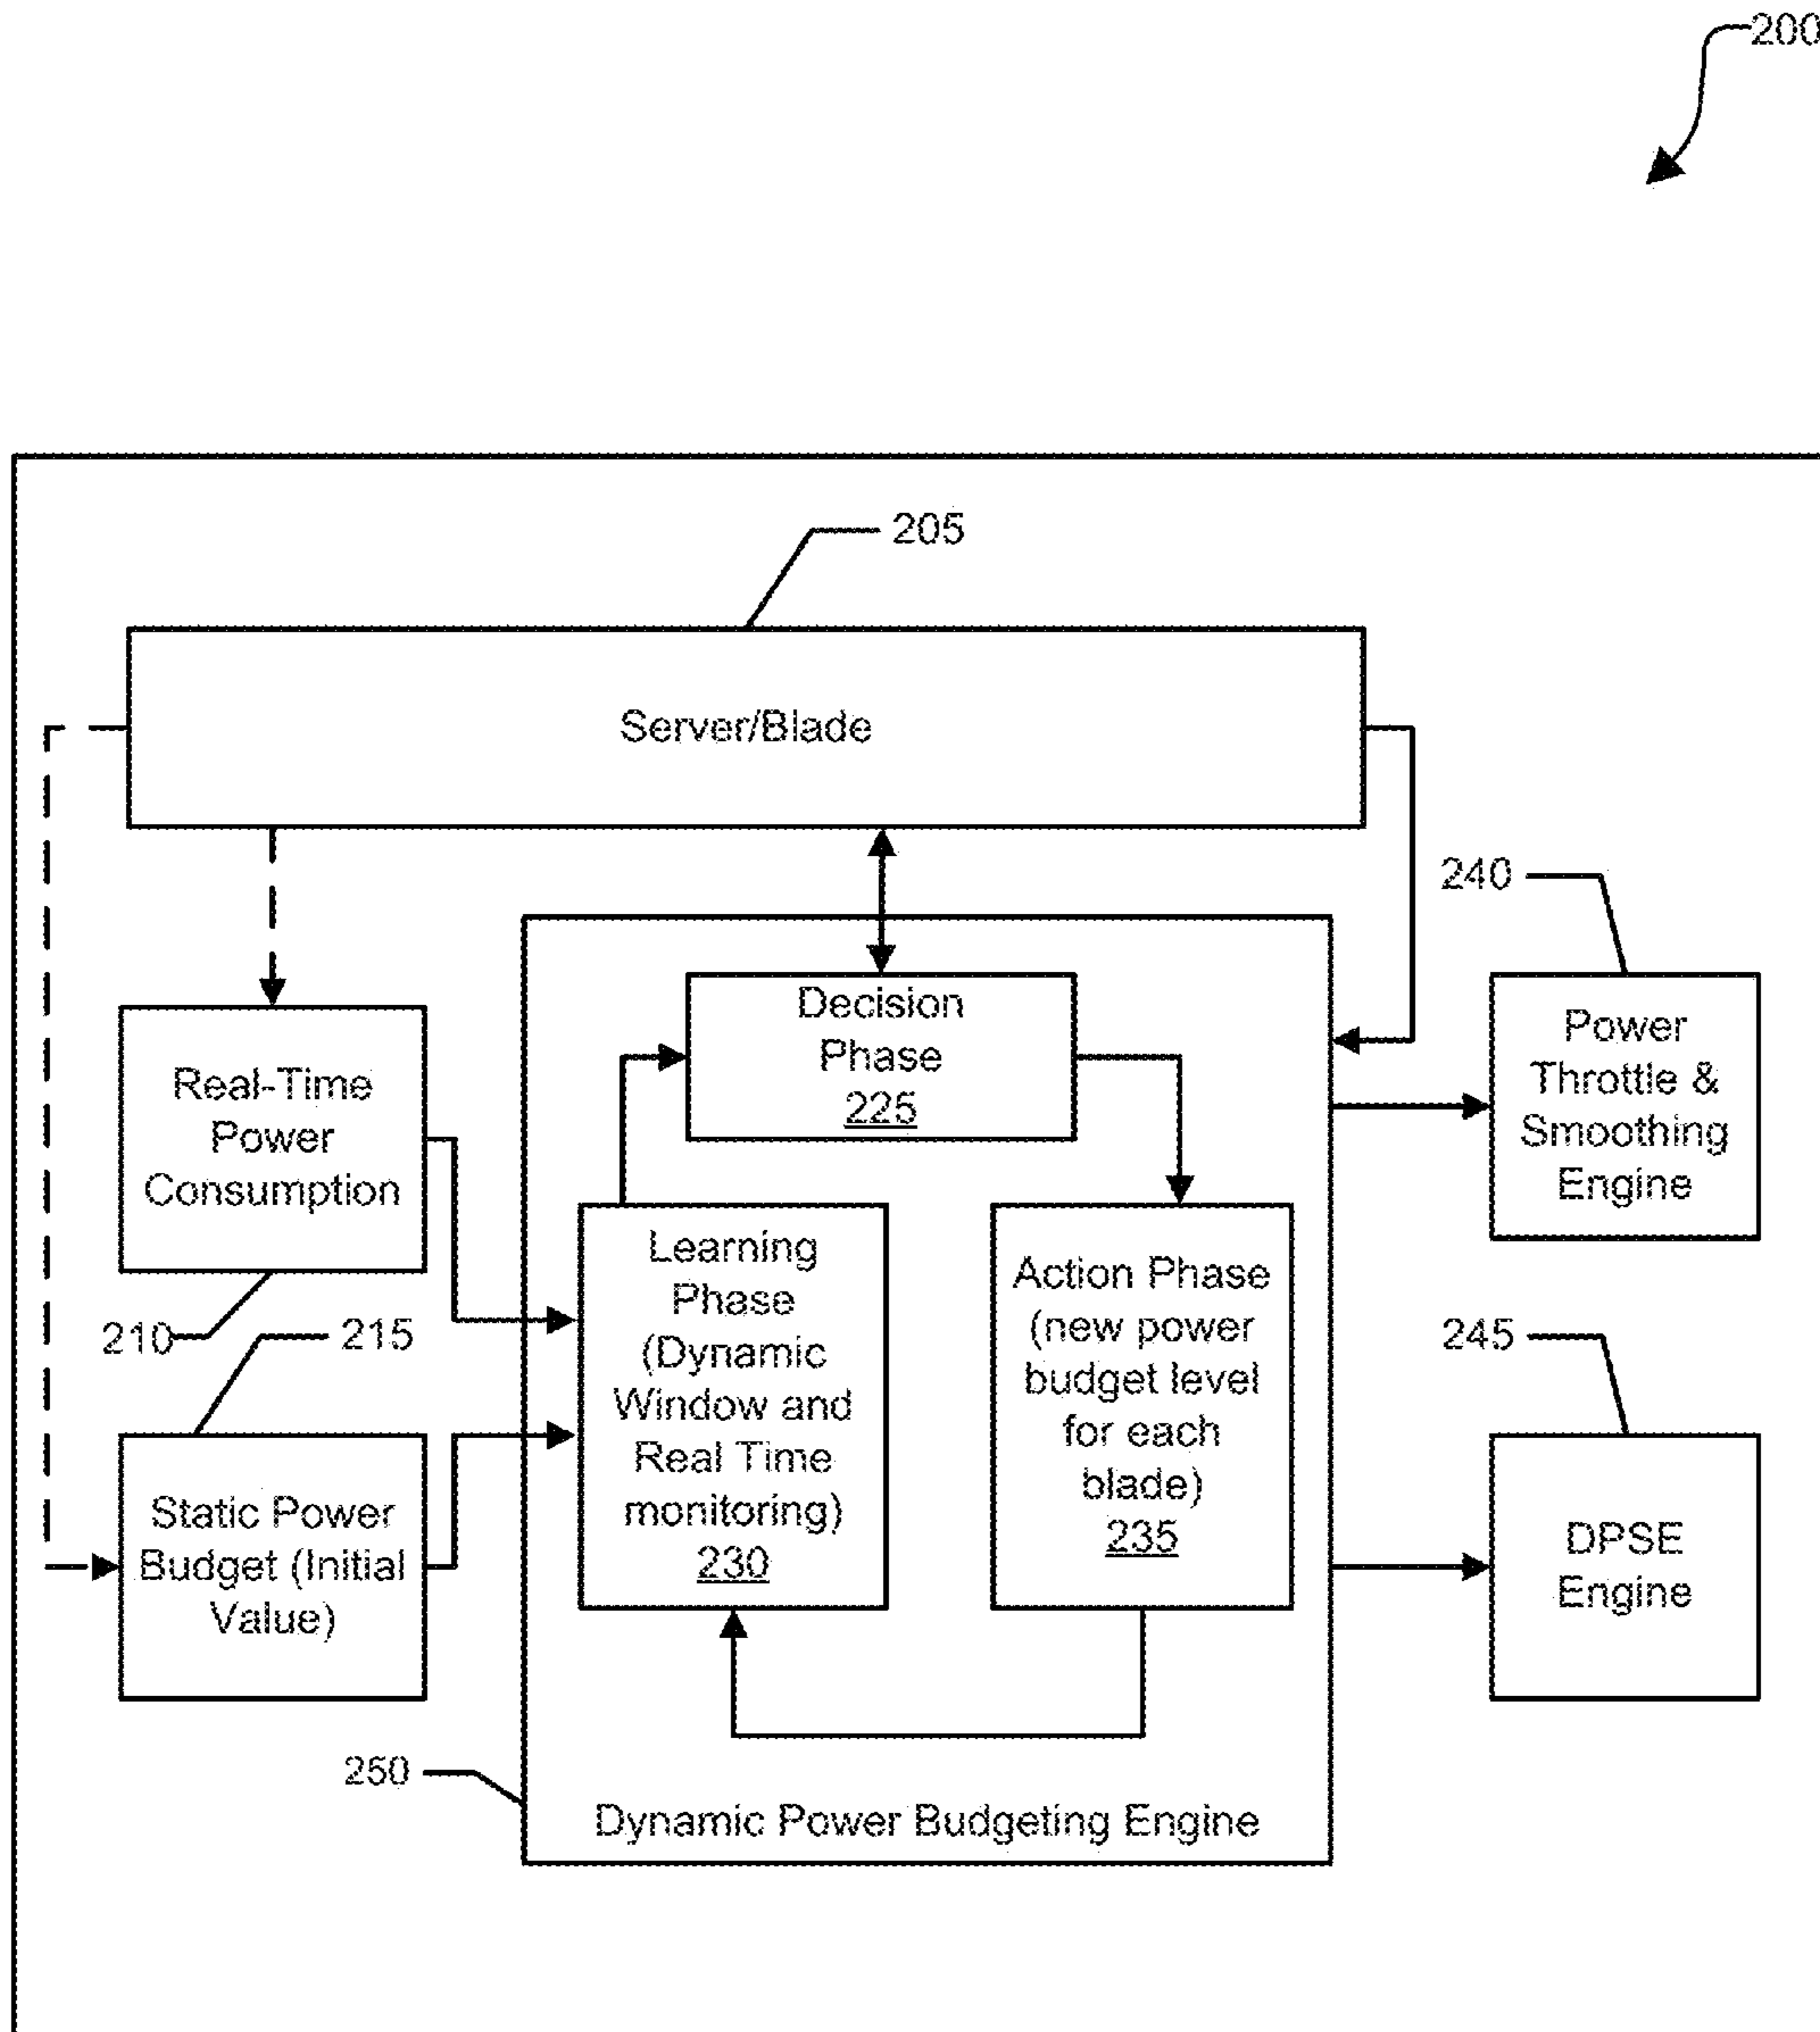 200
205
Server/Blade
240
Decision
Phase
225
Power
Throttle &
Smoothing
Engine
Real-Time
Power
Consumption
210
215
Learning
Phase
(Dynamic
Window and
Real Time
monitoring)
230
Action Phase
(new power
budget level
for each
blade)
235
245
Static Power
Budget (Initial
Value)
DPSE
Engine
250
Dynamic Power Budgeting Engine